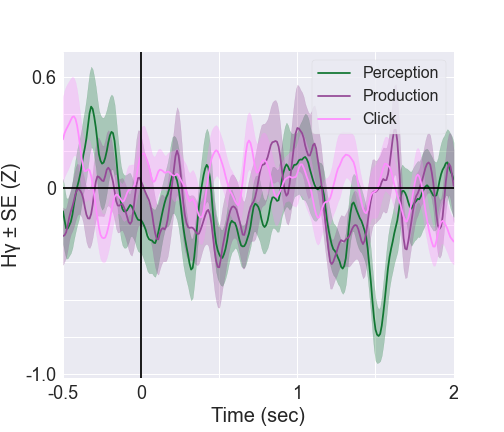 Perception
Production
Click
0.6
0
-1.0
Hγ ± SE (Z)
-0.5
0
1
2
Time (sec)